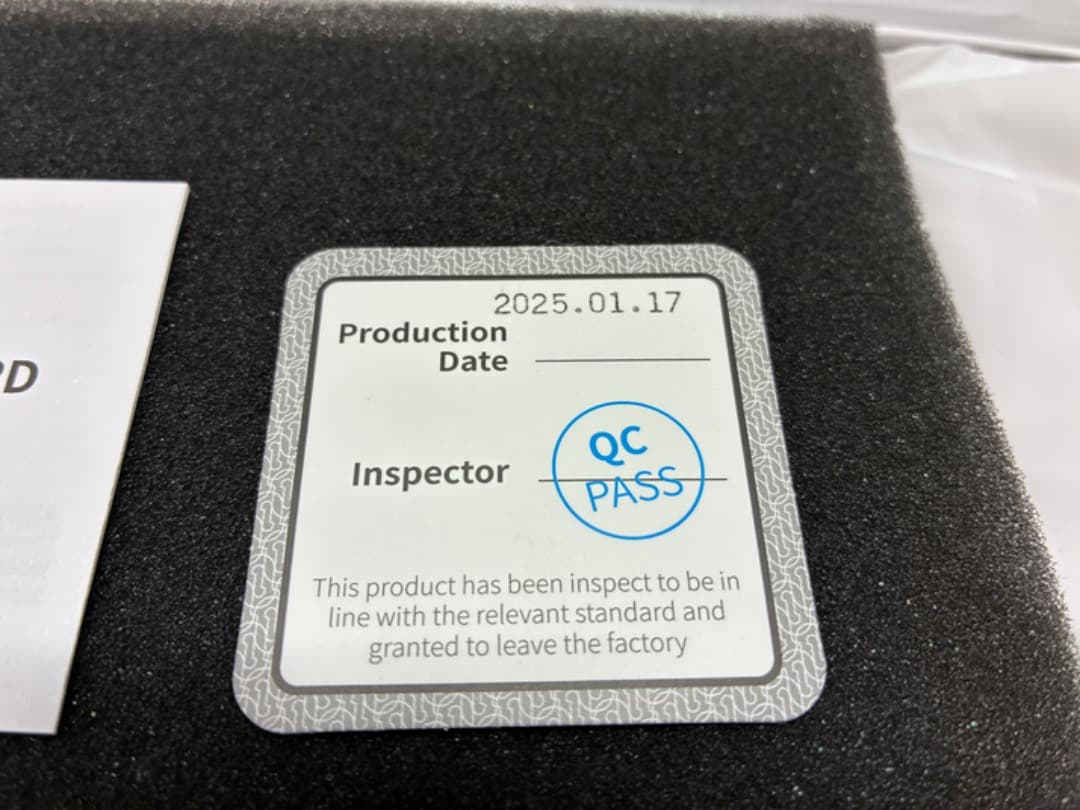 2025.01.17
Production
Date
Inspector
QC
PASS
This product has been inspect to be in
line with the relevant standard and
granted to leave the factory